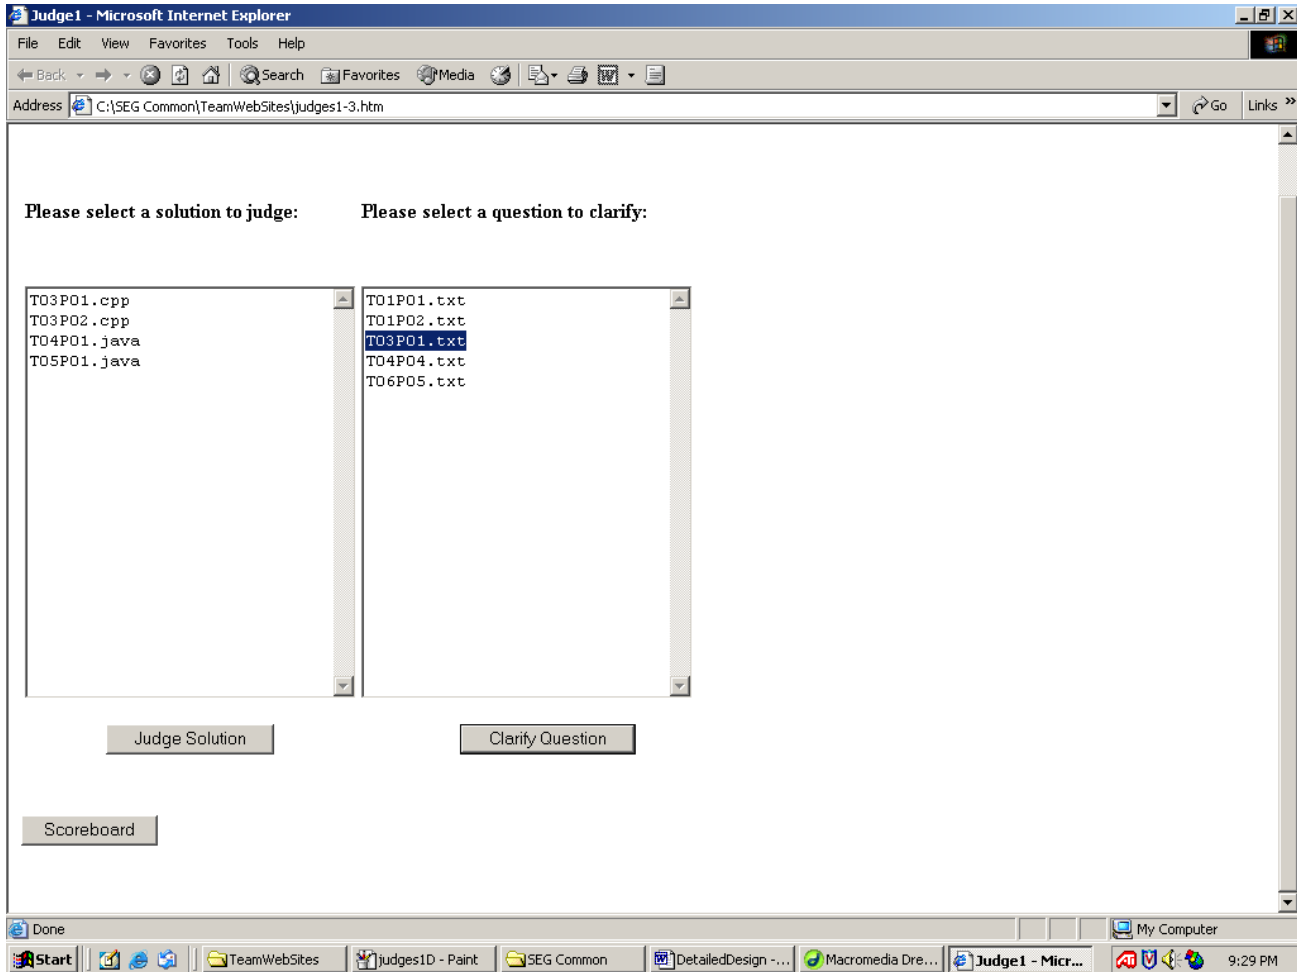 Judge1 - Microsoft Internet Explorer
File Edit View Favorites Tools Help
Back Search Favorites Media
Address C:\SEG Common\TeamWebSites\judges1-3.htm Go Links »
Please select a solution to judge: Please select a question to clarify:
T03P01.cpp T01P01.txt
T03P02.cpp T01P02.txt
T04P01.java T03P01.txt
T05P01.java T04P04.txt
T06P05.txt
Judge Solution Clarify Question
Scoreboard
Done My Computer
Start TeamWebSites judges1D - Paint SEG Common DetailedDesign -... Macromedia Dre... Judge1 - Micr... 9:29 PM